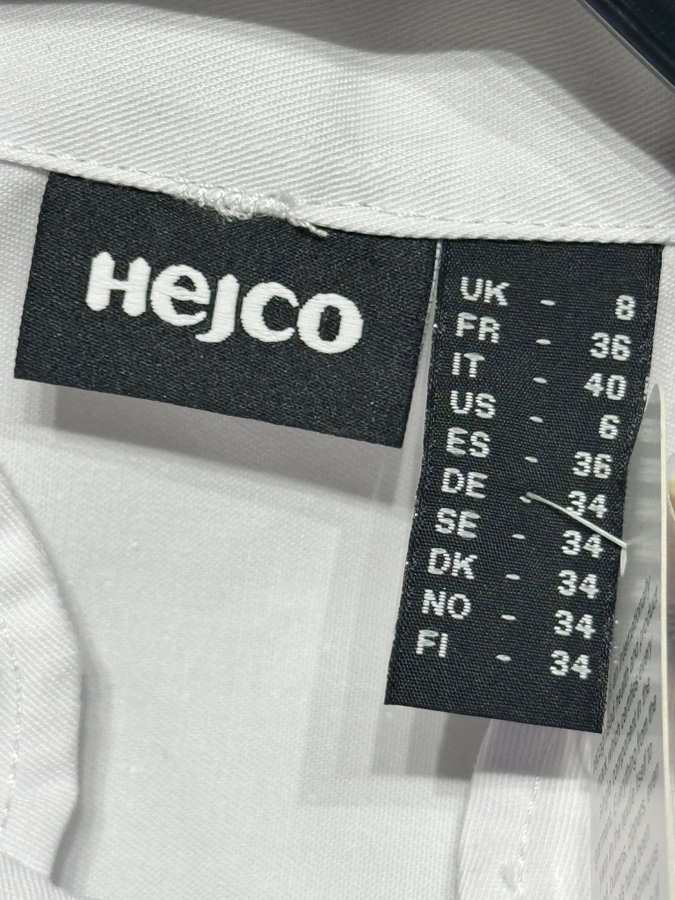 Hejco
UK - 8
FR - 36
IT - 40
US - 6
ES - 36
DE - 34
SE - 34
DK - 34
NO - 34
FI - 34